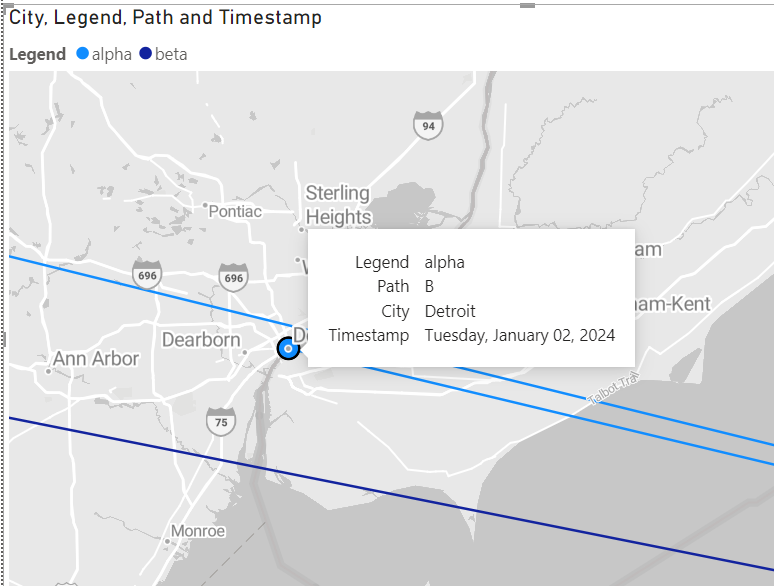 City, Legend, Path and Timestamp
Legend alpha beta
94
Sterling
Heights
Pontiac
696
696
Legend alpha
Path B
City Detroit
Timestamp Tuesday, January 02, 2024
am
am-Kent
Dearborn
D
Ann Arbor
Talbot Trail
75
Monroe